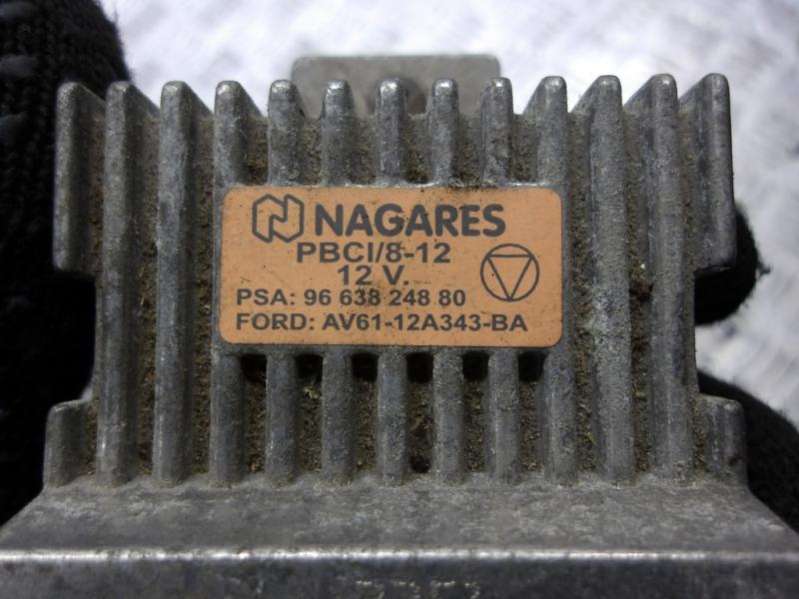 NAGARES
PBCI/8-12
12 V.
PSA: 96 638 248 80
FORD: AV61-12A343-BA